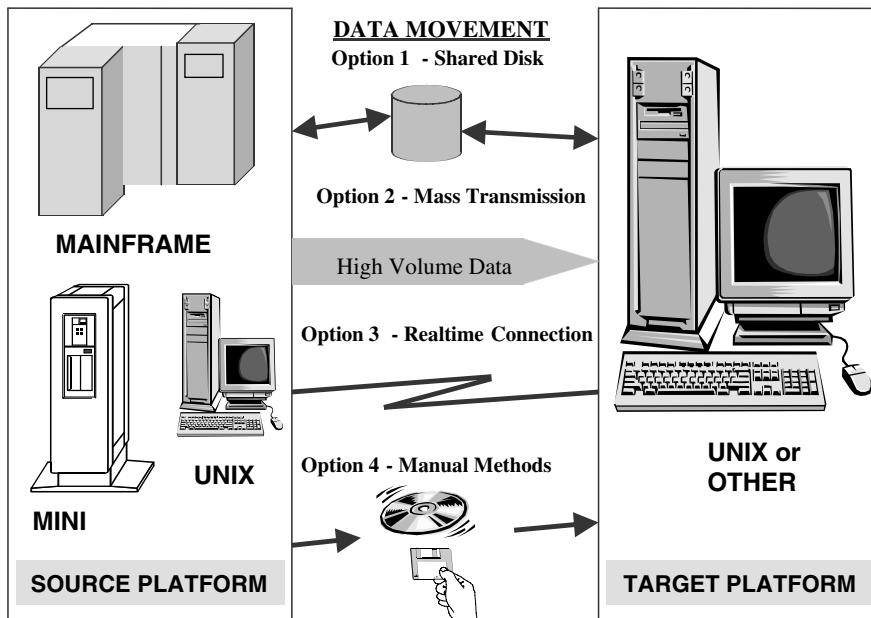 DATA MOVEMENT
Option 1 - Shared Disk
Option 2 - Mass Transmission
MAINFRAME
High Volume Data
Option 3 - Realtime Connection
UNIX
MINI
Option 4 - Manual Methods
UNIX or
OTHER
SOURCE PLATFORM
TARGET PLATFORM